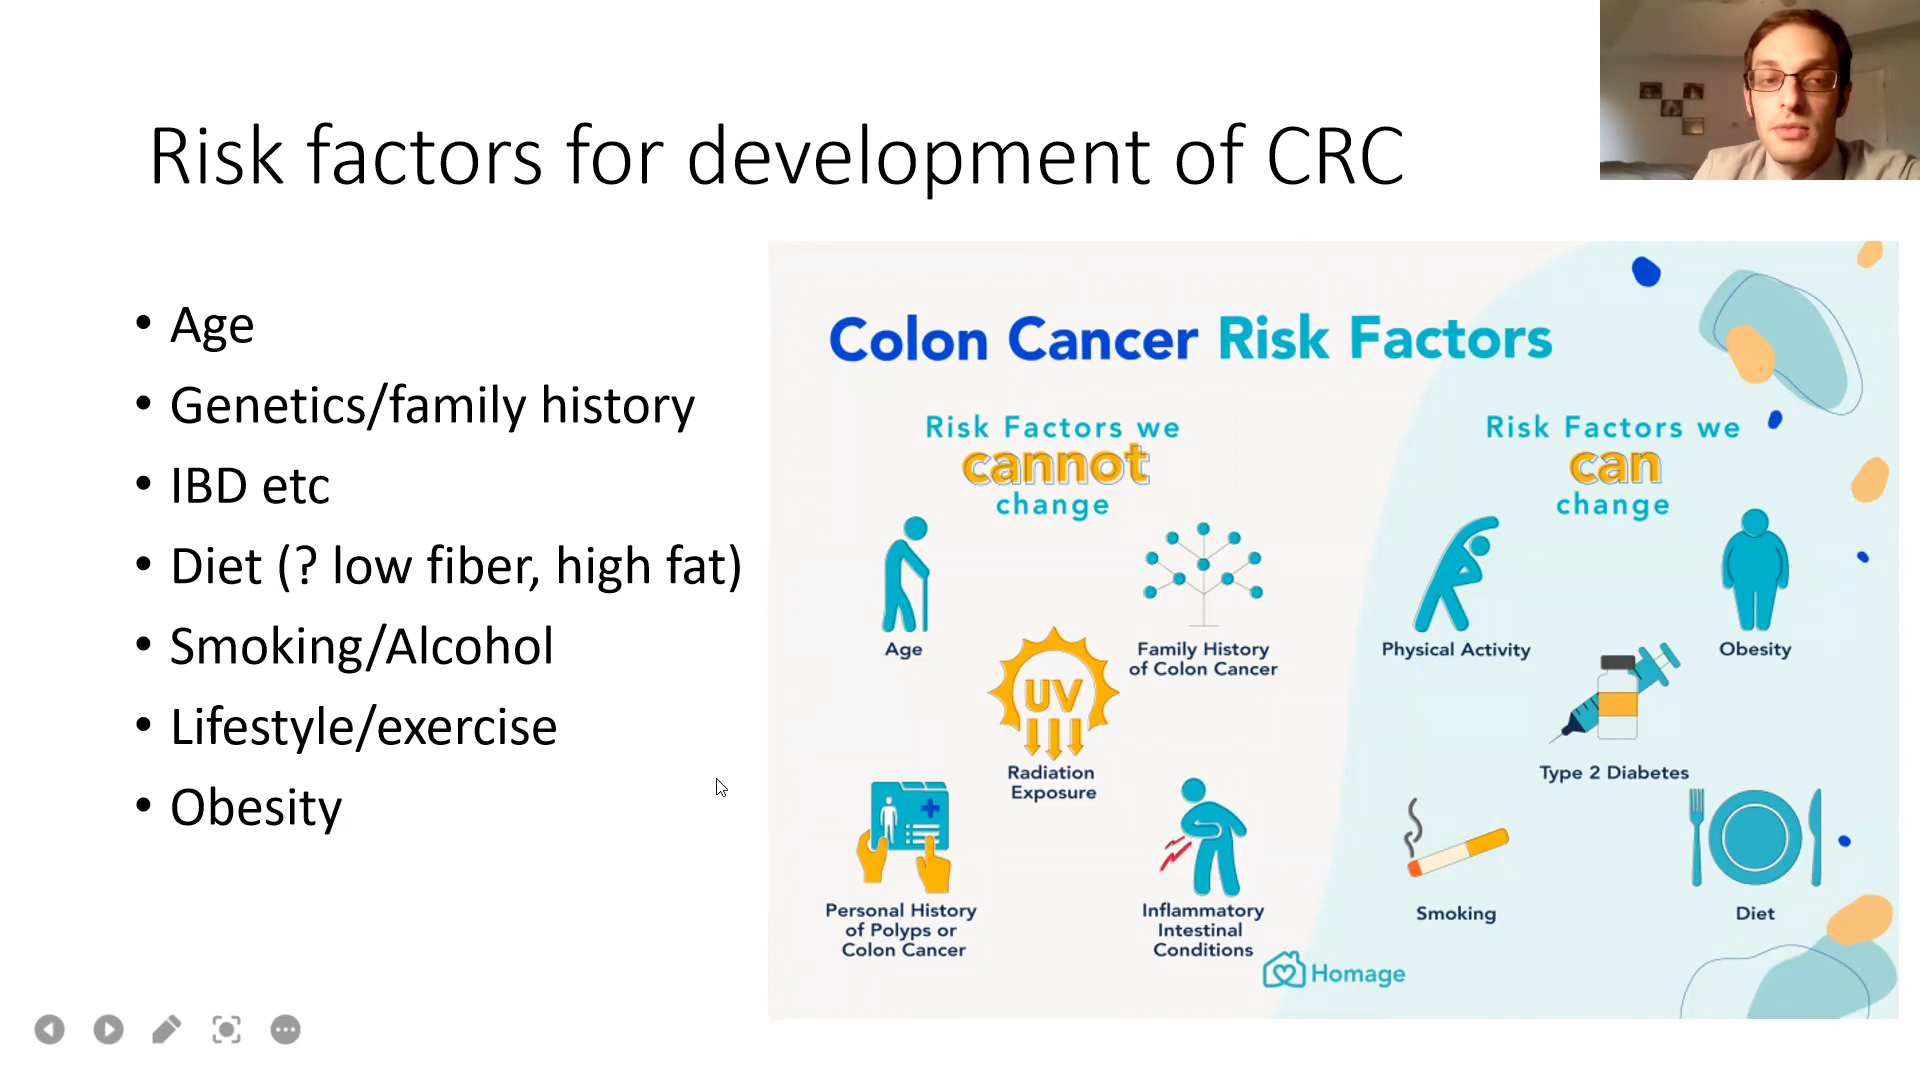 Risk factors for development of CRC
• Age
• Genetics/family history
• IBD etc
• Diet (? low fiber, high fat)
• Smoking/Alcohol
• Lifestyle/exercise
• Obesity
Colon Cancer Risk Factors
Risk Factors we
cannot
change
Age
Family History
of Colon Cancer
UV
Radiation
Exposure
Personal History
of Polyps or
Colon Cancer
Inflammatory
Intestinal
Conditions
Risk Factors we
can
change
Physical Activity
Obesity
Type 2 Diabetes
Smoking
Diet
Homage